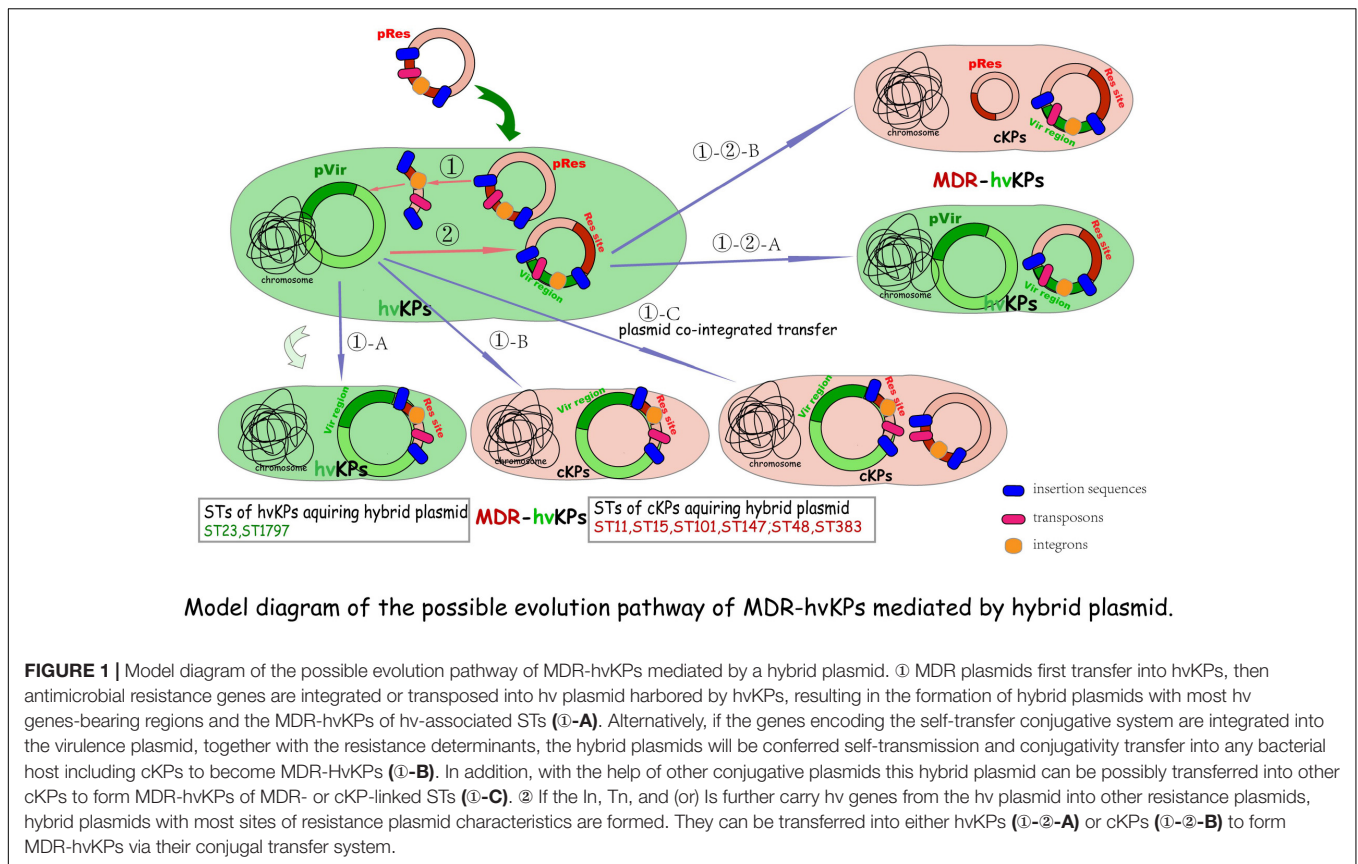 pRes
pVir
①
pRes
②
Res site
Vir region
chromosome
hvKPs
①-②-B
①-②-A
pRes
Res site
chromosome
cKPs
Vir region
MDR-hvKPs
pVir
Res site
chromosome
Vir region
hvKPs
①-A
①-B
①-C
plasmid co-integrated transfer
Vir region
Res site
chromosome
hvKPs
Vir region
Res site
chromosome
cKPs
Vir region
Res site
chromosome
cKPs
STs of hvKPs aquiring hybrid plasmid
ST23,ST1797
MDR-hvKPs
STs of cKPs aquiring hybrid plasmid
ST11,ST15,ST101,ST147,ST48,ST383
insertion sequences
transposons
integrons
Model diagram of the possible evolution pathway of MDR-hvKPs mediated by hybrid plasmid.
FIGURE 1 | Model diagram of the possible evolution pathway of MDR-hvKPs mediated by a hybrid plasmid. ① MDR plasmids first transfer into hvKPs, then
antimicrobial resistance genes are integrated or transposed into hv plasmid harbored by hvKPs, resulting in the formation of hybrid plasmids with most hv
genes-bearing regions and the MDR-hvKPs of hv-associated STs (①-A). Alternatively, if the genes encoding the self-transfer conjugative system are integrated into
the virulence plasmid, together with the resistance determinants, the hybrid plasmids will be conferred self-transmission and conjugativity transfer into any bacterial
host including cKPs to become MDR-HvKPs (①-B). In addition, with the help of other conjugative plasmids this hybrid plasmid can be possibly transferred into other
cKPs to form MDR-hvKPs of MDR- or cKP-linked STs (①-C). ② If the In, Tn, and (or) Is further carry hv genes from the hv plasmid into other resistance plasmids,
hybrid plasmids with most sites of resistance plasmid characteristics are formed. They can be transferred into either hvKPs (①-②-A) or cKPs (①-②-B) to form
MDR-hvKPs via their conjugal transfer system.